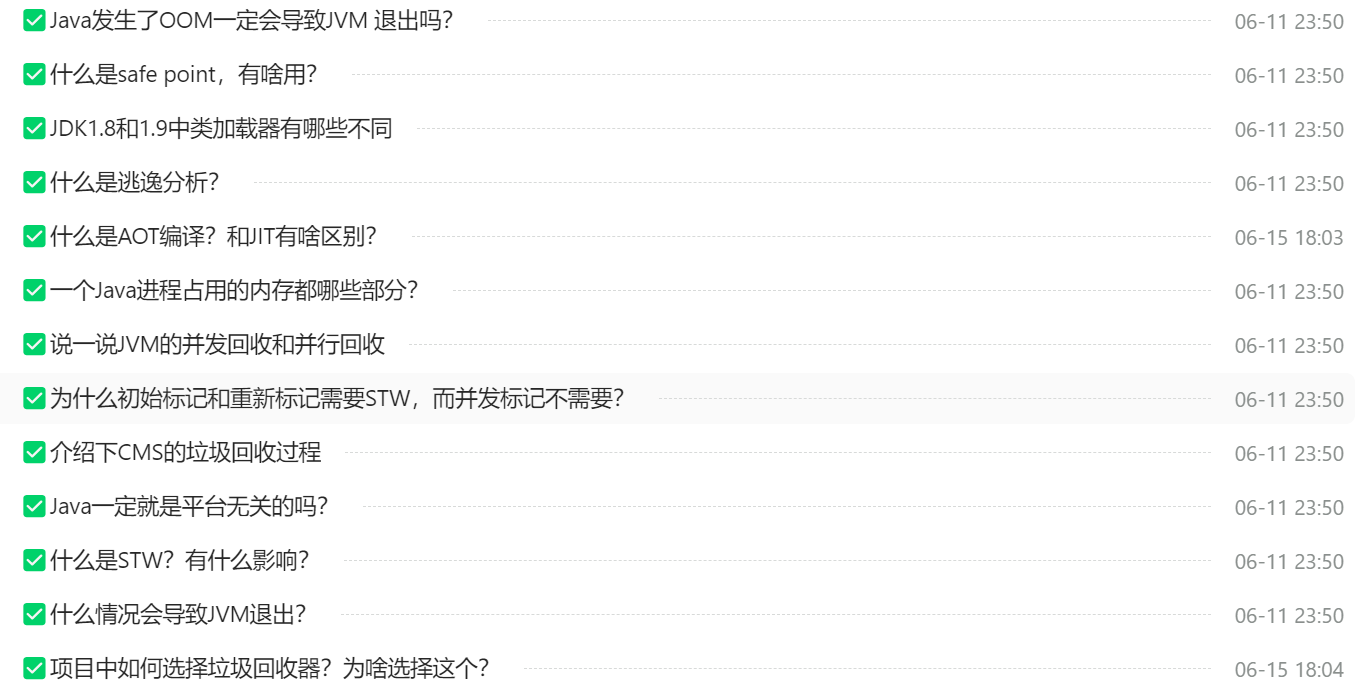 Java发生了OOM一定会导致JVM 退出吗？ 06-11 23:50
什么是safe point，有啥用？ 06-11 23:50
JDK1.8和1.9中类加载器有哪些不同 06-11 23:50
什么是逃逸分析？ 06-11 23:50
什么是AOT编译？和JIT有啥区别？ 06-15 18:03
一个Java进程占用的内存都哪些部分？ 06-11 23:50
说一说JVM的并发回收和并行回收 06-11 23:50
为什么初始标记和重新标记需要STW，而并发标记不需要？ 06-11 23:50
介绍下CMS的垃圾回收过程 06-11 23:50
Java一定就是平台无关的吗？ 06-11 23:50
什么是STW？有什么影响？ 06-11 23:50
什么情况会导致JVM退出？ 06-11 23:50
项目中如何选择垃圾回收器？为啥选择这个？ 06-15 18:04